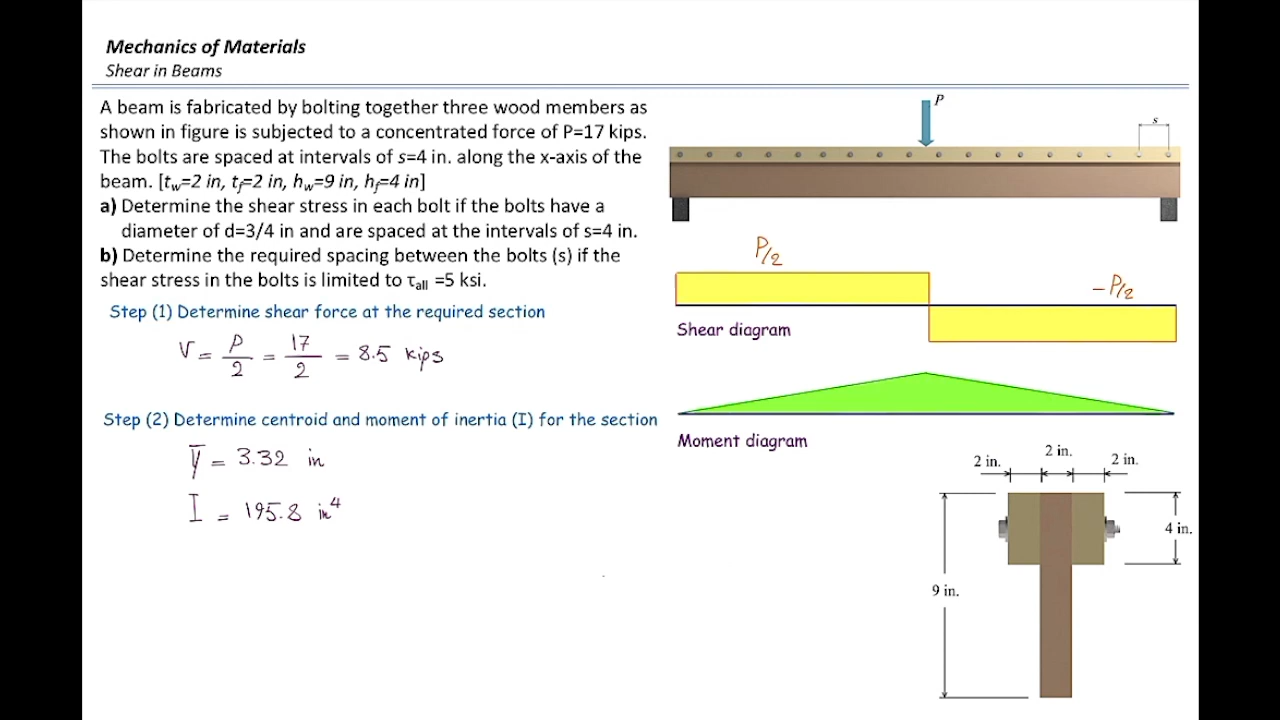 Mechanics of Materials
Shear in Beams
A beam is fabricated by bolting together three wood members as
shown in figure is subjected to a concentrated force of P=17 kips.
The bolts are spaced at intervals of s=4 in. along the x-axis of the
beam. [tw=2 in, tf=2 in, hw=9 in, hf=4 in]
a) Determine the shear stress in each bolt if the bolts have a
diameter of d=3/4 in and are spaced at the intervals of s=4 in.
b) Determine the required spacing between the bolts (s) if the
shear stress in the bolts is limited to τall =5 ksi.
Step (1) Determine shear force at the required section
V = P/2 = 17/2 = 8.5 kips
Step (2) Determine centroid and moment of inertia (I) for the section
ȳ = 3.32 in
I = 195.8 in⁴
P
s
P/2
-P/2
Shear diagram
Moment diagram
2 in.
2 in.
2 in.
4 in.
9 in.